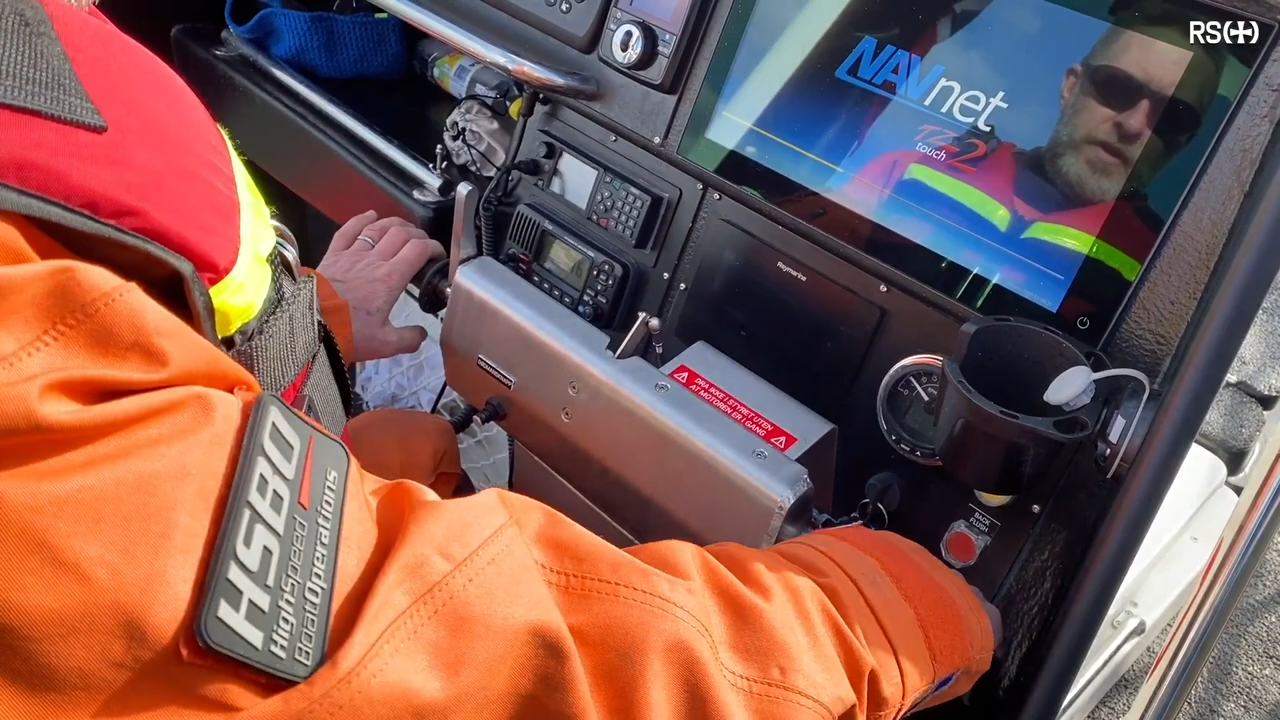 RS
NAVnet
TZ
touch 2
Raymarine
DRA IKKE I STYRET UTEN
AT MOTOREN ER I GANG
BACK
FLUSH
HSBO
HighSpeed
BoatOperations